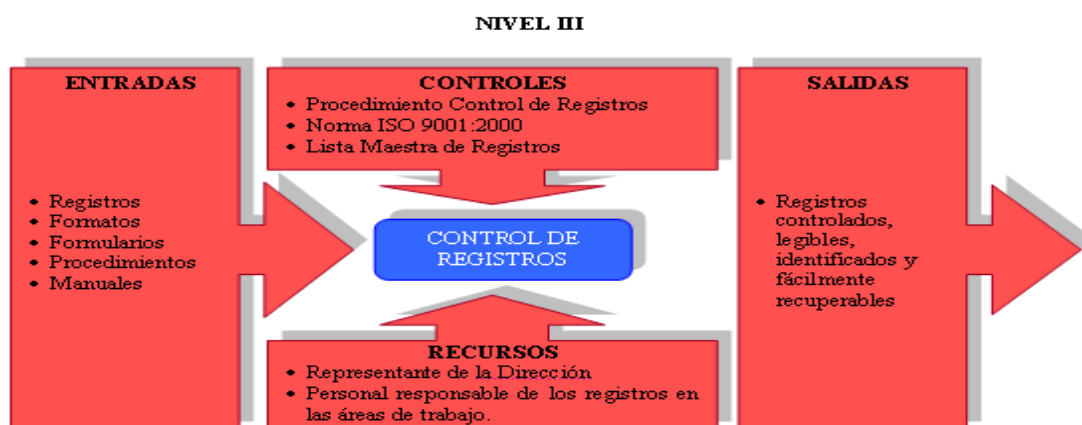 NIVEL III
ENTRADAS
• Registros
• Formatos
• Formularios
• Procedimientos
• Manuales
CONTROLES
• Procedimiento Control de Registros
• Norma ISO 9001:2000
• Lista Maestra de Registros
CONTROL DE
REGISTROS
RECURSOS
• Representante de la Dirección
• Personal responsable de los registros en
las áreas de trabajo.
SALIDAS
• Registros
controlados,
legibles,
identificados y
fácilmente
recuperables